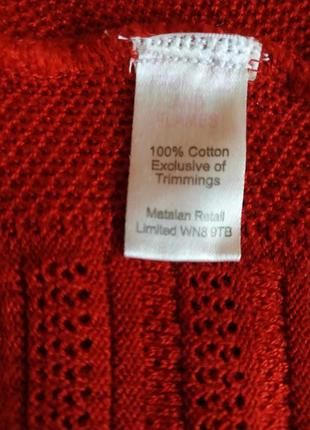 100% Cotton
Exclusive of
Trimmings
Matalan Retail
Limited WN8 9TB